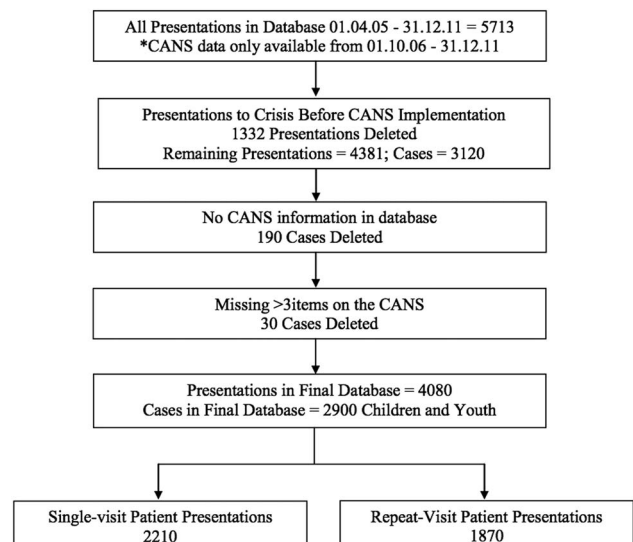 All Presentations in Database 01.04.05 - 31.12.11 = 5713
*CANS data only available from 01.10.06 - 31.12.11
Presentations to Crisis Before CANS Implementation
1332 Presentations Deleted
Remaining Presentations = 4381; Cases = 3120
No CANS information in database
190 Cases Deleted
Missing >3items on the CANS
30 Cases Deleted
Presentations in Final Database = 4080
Cases in Final Database = 2900 Children and Youth
Single-visit Patient Presentations
2210
Repeat-Visit Patient Presentations
1870